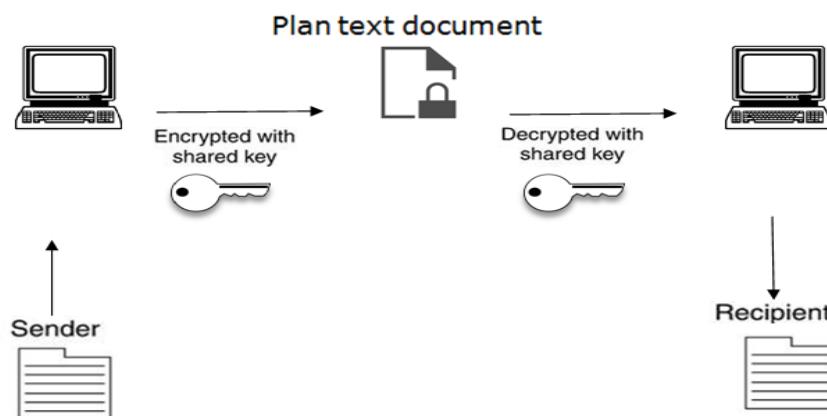 Plan text document
Encrypted with
shared key
Decrypted with
shared key
Sender
Recipient